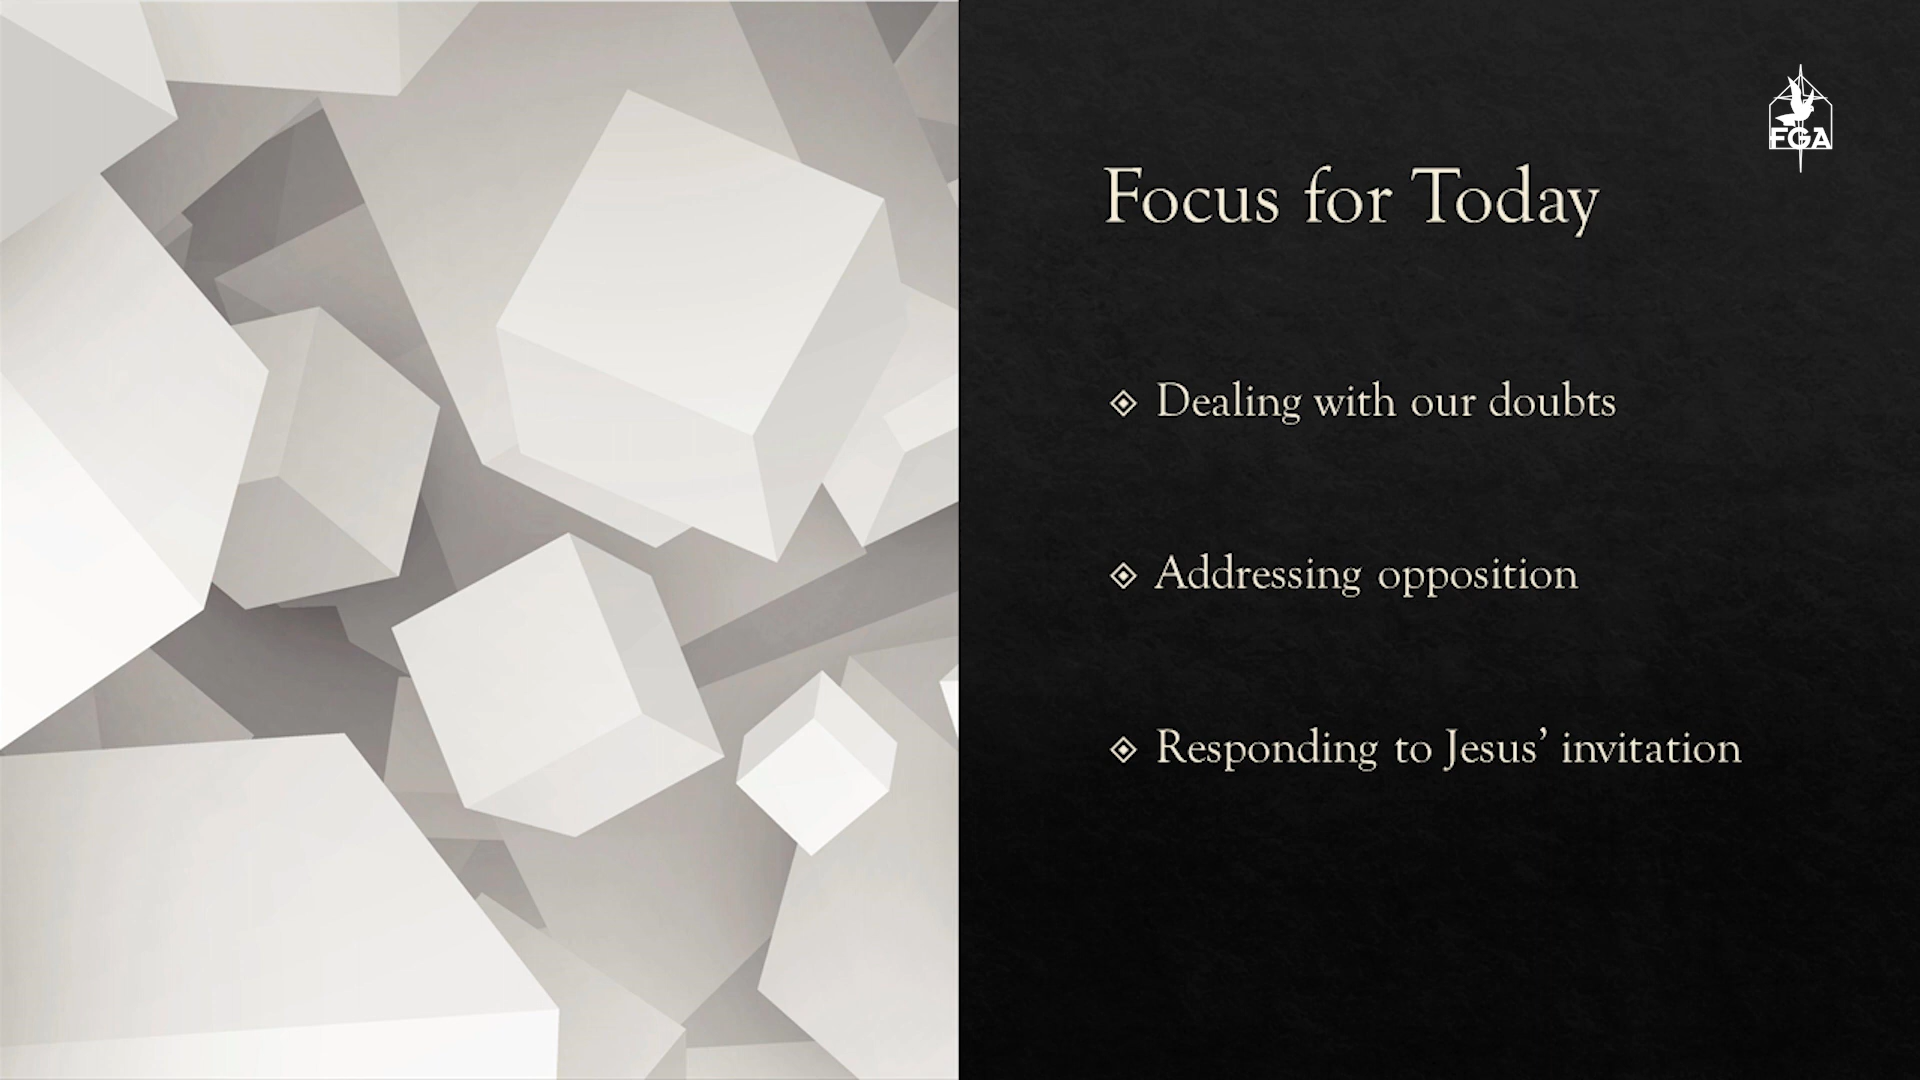 FGA
Focus for Today
Dealing with our doubts
Addressing opposition
Responding to Jesus’ invitation